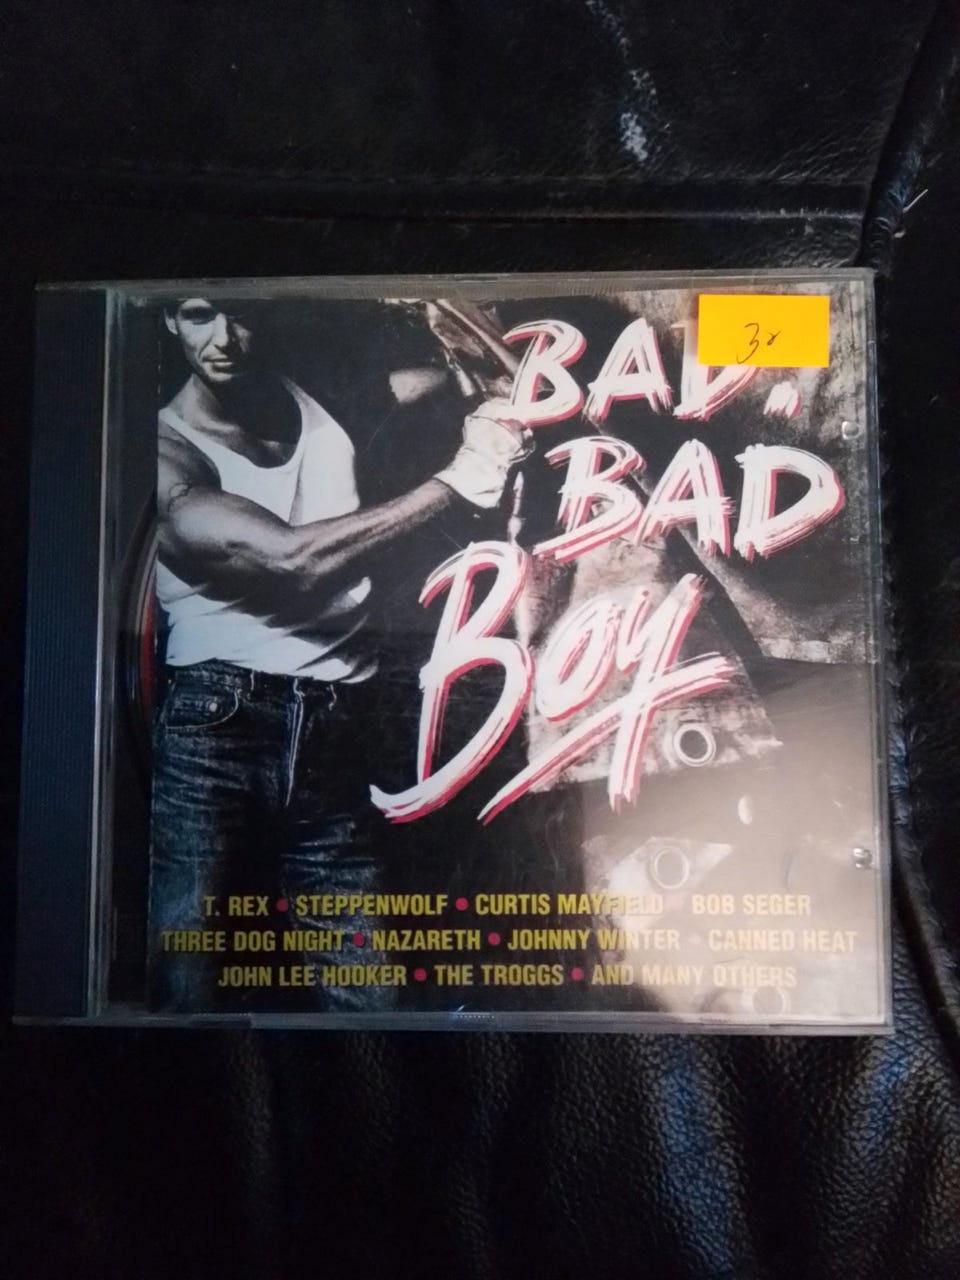 BAD,
BAD
Boy
T. REX • STEPPENWOLF • CURTIS MAYFIELD • BOB SEGER
THREE DOG NIGHT • NAZARETH • JOHNNY WINTER • CANNED HEAT
JOHN LEE HOOKER • THE TROGGS • AND MANY OTHERS